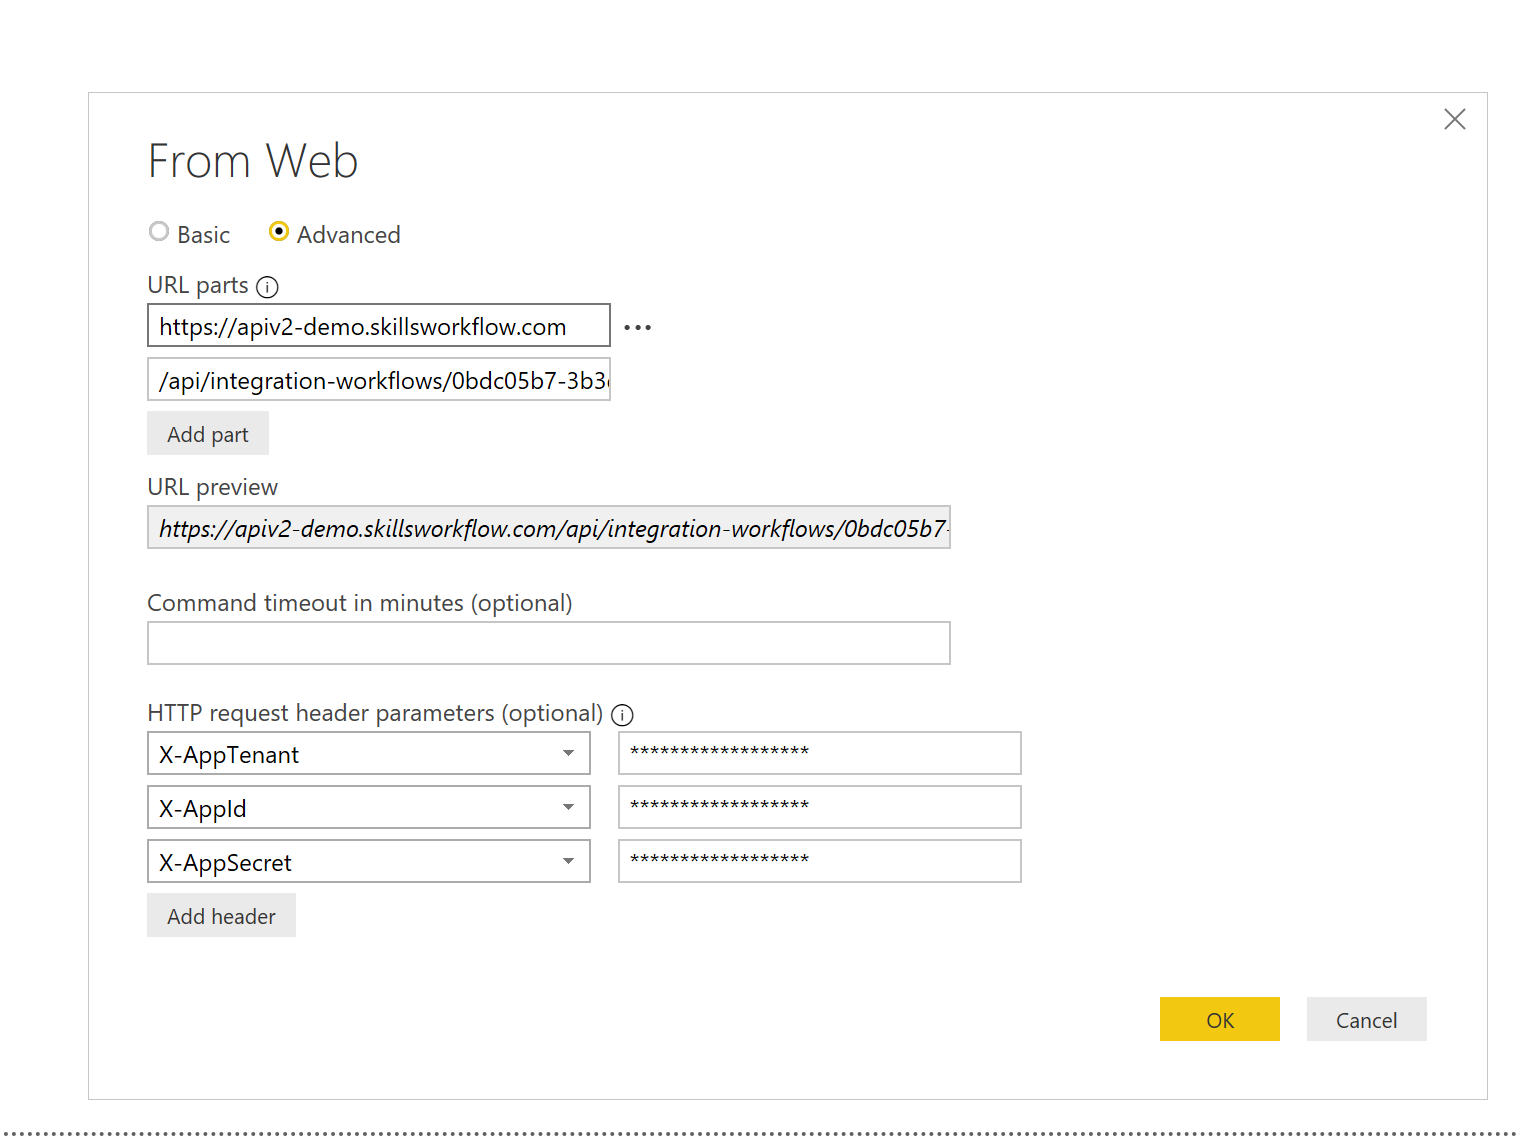 From Web
Basic Advanced
URL parts
https://apiv2-demo.skillsworkflow.com ...
/api/integration-workflows/0bdc05b7-3b3
Add part
URL preview
https://apiv2-demo.skillsworkflow.com/api/integration-workflows/0bdc05b7-
Command timeout in minutes (optional)
HTTP request header parameters (optional)
X-AppTenant ******************
X-AppId ******************
X-AppSecret ******************
Add header
OK Cancel